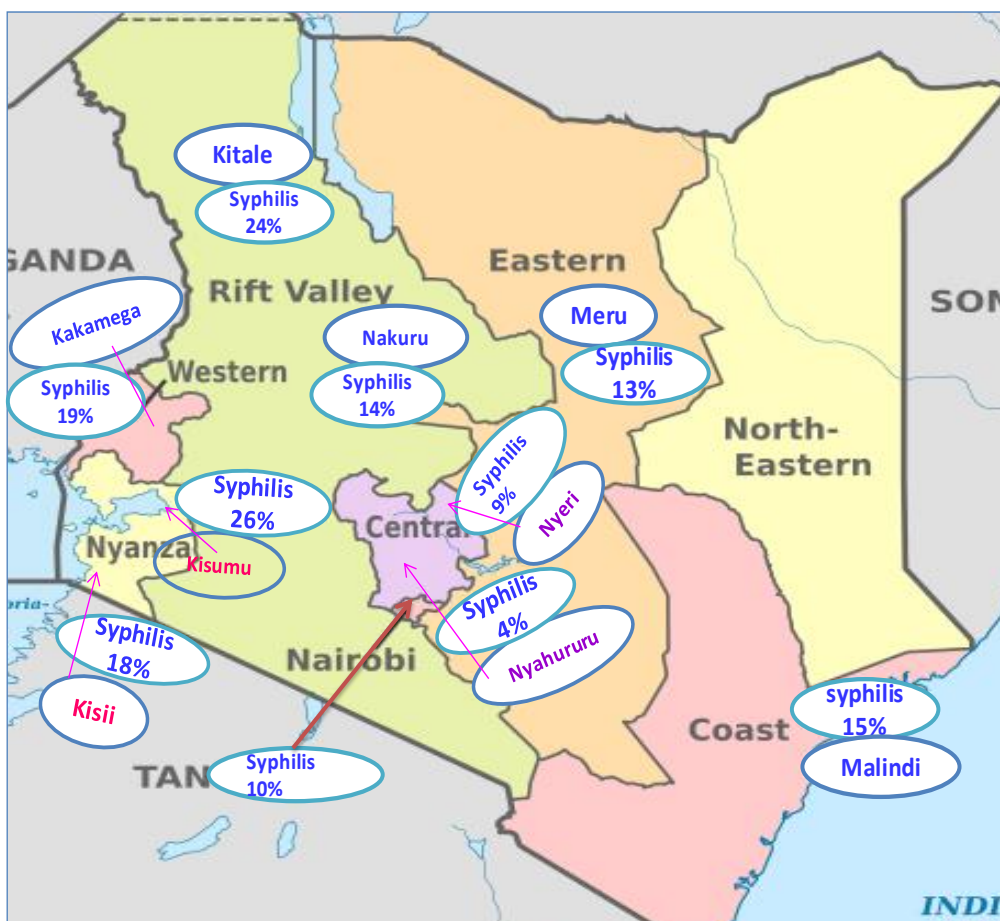 Kitale
Syphilis
24%
GANDA
Eastern
Rift Valley
SOM
Kakamega
Meru
Nakuru
Syphilis
13%
Western
Syphilis
19%
Syphilis
14%
North-
Eastern
Syphilis
9%
Syphilis
26%
Nyeri
Central
Nyanza
Kisumu
Syphilis
4%
oria-
Syphilis
18%
Nairobi
Nyahururu
Kisii
syphilis
15%
Coast
Malindi
TAN
Syphilis
10%
INDI